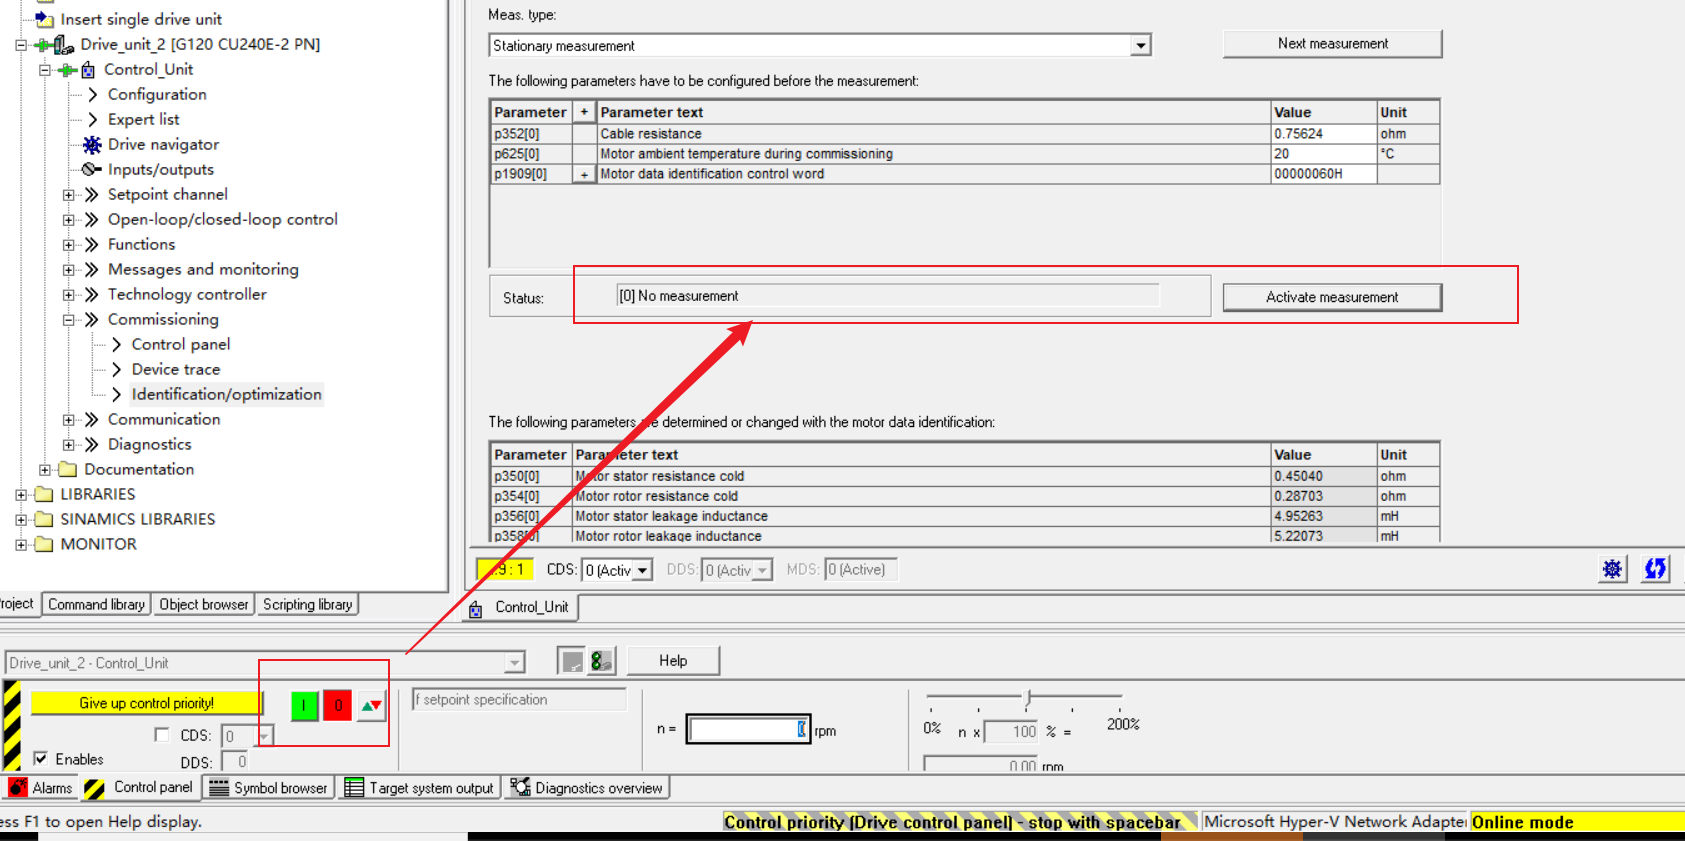 Insert single drive unit
Drive_unit_2 [G120 CU240E-2 PN]
Control_Unit
Configuration
Expert list
Drive navigator
Inputs/outputs
Setpoint channel
Open-loop/closed-loop control
Functions
Messages and monitoring
Technology controller
Commissioning
Control panel
Device trace
Identification/optimization
Communication
Diagnostics
Documentation
LIBRARIES
SINAMICS LIBRARIES
MONITOR
roject Command library Object browser Scripting library
Meas. type:
Stationary measurement Next measurement
The following parameters have to be configured before the measurement:
Parameter + Parameter text Value Unit
p352[0] Cable resistance 0.75624 ohm
p625[0] Motor ambient temperature during commissioning 20 °C
p1909[0] + Motor data identification control word 00000060H
Status: [0] No measurement Activate measurement
The following parameters are determined or changed with the motor data identification:
Parameter Parameter text Value Unit
p350[0] Motor stator resistance cold 0.45040 ohm
p354[0] Motor rotor resistance cold 0.28703 ohm
p356[0] Motor stator leakage inductance 4.95263 mH
p358[0] Motor rotor leakage inductance 5.22073 mH
9 : 1 CDS: 0 (Activ DDS: 0 (Activ MDS: 0 (Active)
Control_Unit
Drive_unit_2 - Control_Unit Help
Give up control priority! I 0 f setpoint specification
CDS: 0
Enables DDS: 0
n = 0 rpm
0% 200%
n x 100 % =
0.00 rpm
Alarms Control panel Symbol browser Target system output Diagnostics overview
ess F1 to open Help display. Control priority (Drive control panel) - stop with spacebar Microsoft Hyper-V Network Adapte Online mode